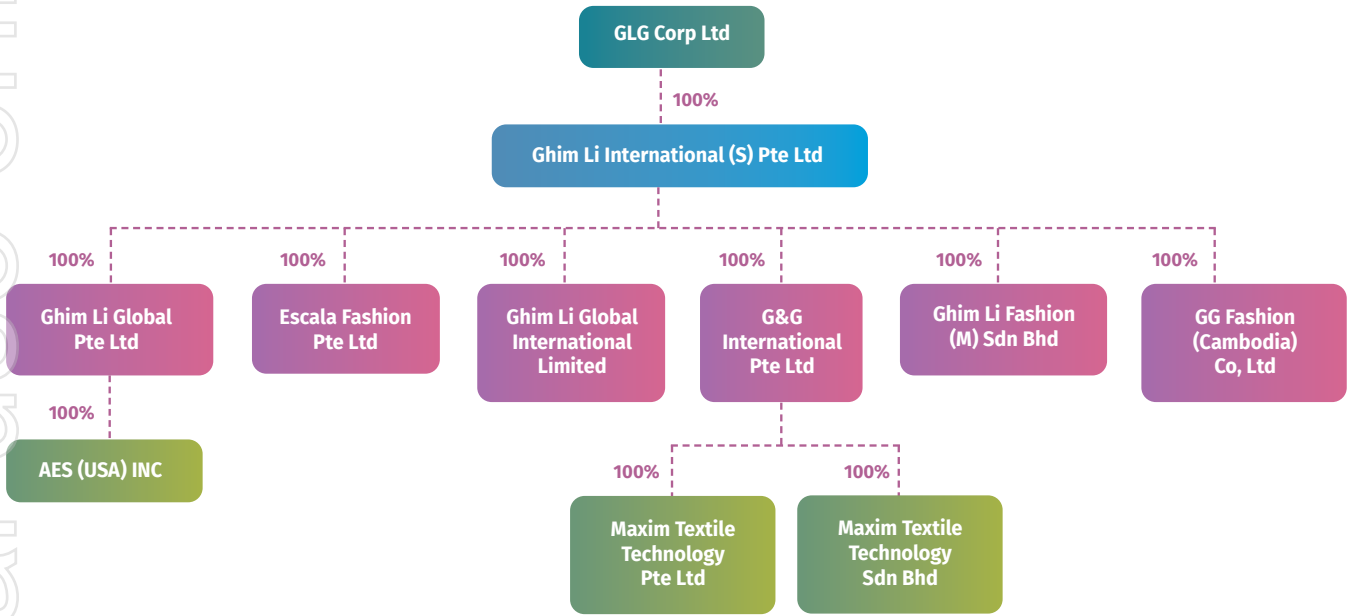 GLG Corp Ltd
100%
Ghim Li International (S) Pte Ltd
100%
100%
100%
100%
100%
100%
Ghim Li Global
Pte Ltd
Escala Fashion
Pte Ltd
Ghim Li Global
International
Limited
G&G
International
Pte Ltd
Ghim Li Fashion
(M) Sdn Bhd
GG Fashion
(Cambodia)
Co, Ltd
100%
AES (USA) INC
100%
100%
Maxim Textile
Technology
Pte Ltd
Maxim Textile
Technology
Sdn Bhd